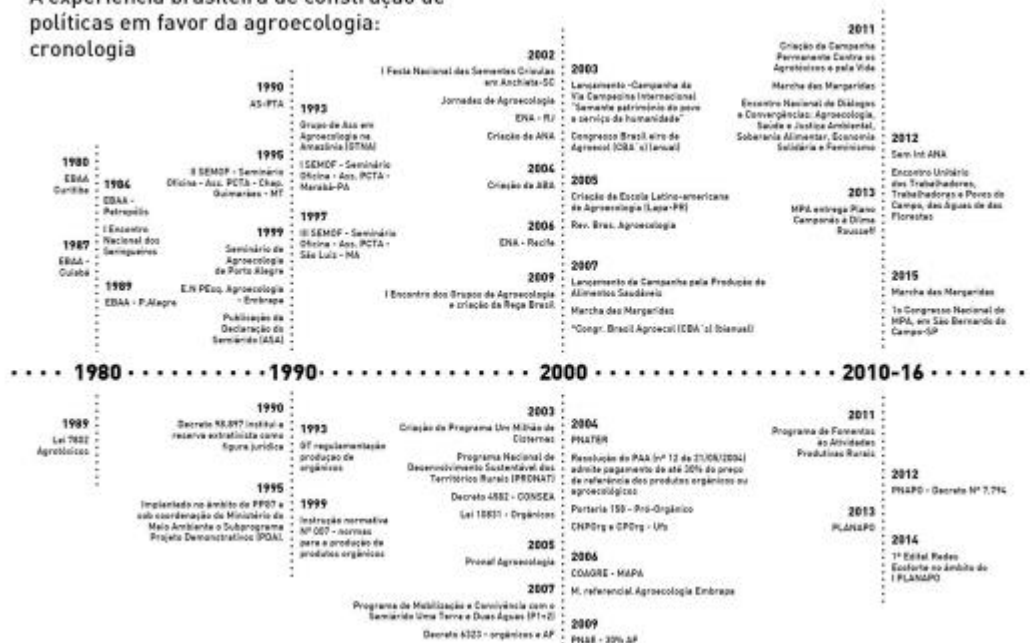 políticas em favor da agroecologia:
cronologia
1980
EBAA
Curitiba
1984
EBAA -
Petropólis
I Encontro
Nacional dos
Seringueiros
1987
EBAA -
Cuiabá
1989
EBAA - P.Alegre
1990
AS-PTA
1993
Grupo de Ass em
Agroecologia na
Amazônia (GTNA)
I SEMOF - Seminário
Oficina - Ass. PCTA -
Marabá-PA
1995
II SEMOF - Seminário
Oficina - Ass. PCTA - Chap.
Guimarães - MT
1997
III SEMOF - Seminário
Oficina - Ass. PCTA -
São Luís - MA
1999
Seminário de
Agroecologia
de Porto Alegre
E.N PEsq. Agroecologia
- Embrapa
Publicação da
Declaração do
Semiárido (ASA)
2002
I Festa Nacional das Sementes Crioulas
em Anchieta-SC
Jornadas de Agroecologia
ENA - RJ
Criação da ANA
2003
Lançamento -Campanha da
Via Campesina Internacional
"Semente patrimônio do povo
a serviço da humanidade"
Congresso Brasil eiro de
Agroecol (CBA´s) (anual)
2004
Criação da ABA
2005
Criação da Escola Latino-americana
de Agroecologia (Lapa-PR)
Rev. Bras. Agroecologia
2006
ENA - Recife
2007
Lançamento da Campanha pela Produção de
Alimentos Saudáveis
Marcha das Margaridas
*Congr. Brasil Agroecol (CBA´s) (bianual)
2009
I Encontro dos Grupos de Agroecologia
e criação da Rega Brasil
2011
Criação da Campanha
Permanente Contra os
Agrotóxicos e pela Vida
Marcha das Margaridas
Encontro Nacional de Diálogos
e Convergências: Agroecologia,
Saúde e Justiça Ambiental,
Soberania Alimentar, Economia
Solidária e Feminismo
2012
Sem Int ANA
Encontro Unitário
dos Trabalhadores,
Trabalhadoras e Povos do
Campo, das Águas de das
Florestas
2013
MPA entrega Plano
Camponês à Dilma
Rousseff
2015
Marcha das Margaridas
1o Congresso Nacional do
MPA, em São Bernardo do
Campo-SP
1980 1990 2000 2010-16
1989
Lei 7802
Agrotóxicos
1990
Decreto 98.897 institui a
reserva extrativista como
figura jurídica
1993
GT regulamentação
produção de
orgânicos
1995
Implantado no âmbito do PPG7 e
sob coordenação do Ministério do
Meio Ambiente o Subprograma
Projeto Demonstrativos (PDA).
1999
Instrução normativa
Nº 007 - normas
para a produção de
produtos orgânicos
2003
Criação do Programa Um Milhão de
Cisternas
Programa Nacional de
Desenvolvimento Sustentável dos
Territórios Rurais (PRONAT)
Decreto 4582 - CONSEA
Lei 10831 - Orgânicos
2004
PNATER
Resolução do PAA (nº 12 de 21/05/2004)
admite pagamento de até 30% do preço
de referência dos produtos orgânicos ou
agroecológicos
Portaria 158 - Pró-Orgânico
CNPOrg e CPOrg - Ufs
2005
Pronaf Agroecologia
2006
COAGRE - MAPA
M. referencial Agroecologia Embrapa
2007
Programa de Mobilização e Convivência com o
Semiárido Uma Terra e Duas Águas (P1+2)
Decreto 6323 - orgânicos e AF
2009
PNAE - 30% AF
2011
Programa de Fomentos
às Atividades
Produtivas Rurais
2012
PNAPO - Decreto Nº 7.794
2013
PLANAPO
2014
1º Edital Redes
Ecoforte no âmbito do
I PLANAPO